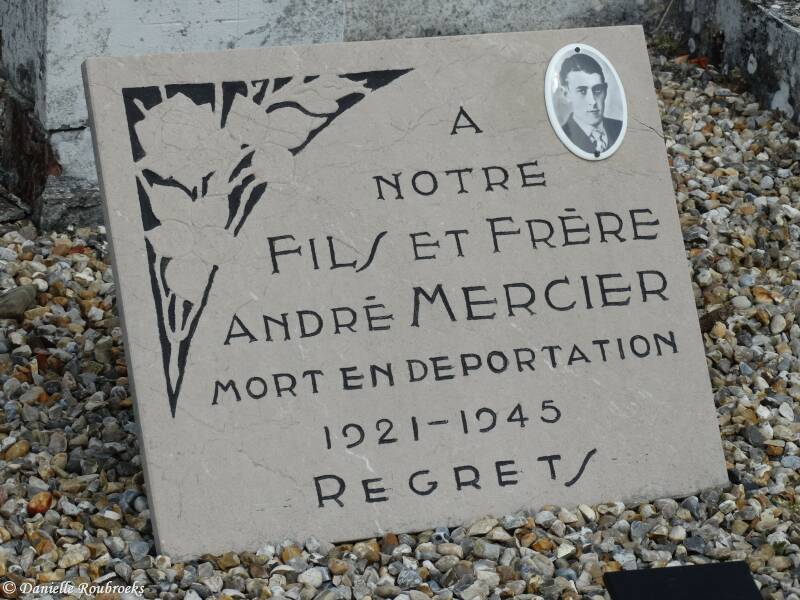 A
NOTRE
FILS ET FRÈRE
ANDRÉ MERCIER
MORT EN DEPORTATION
1921-1945
REGRETS
© Danielle Roubroeks